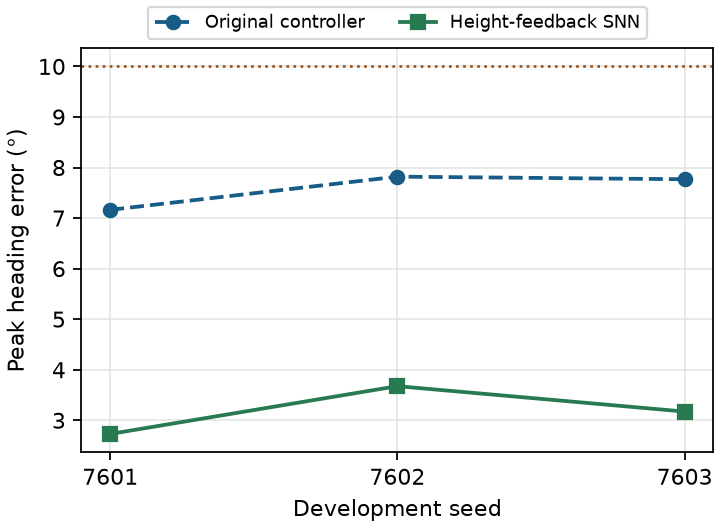 Original controller Height-feedback SNN
10
9
8
7
6
5
4
3
Peak heading error (°)
7601 7602 7603
Development seed